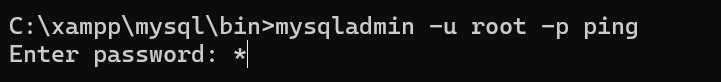 C:\xampp\mysql\bin>mysqladmin -u root -p ping
Enter password: *